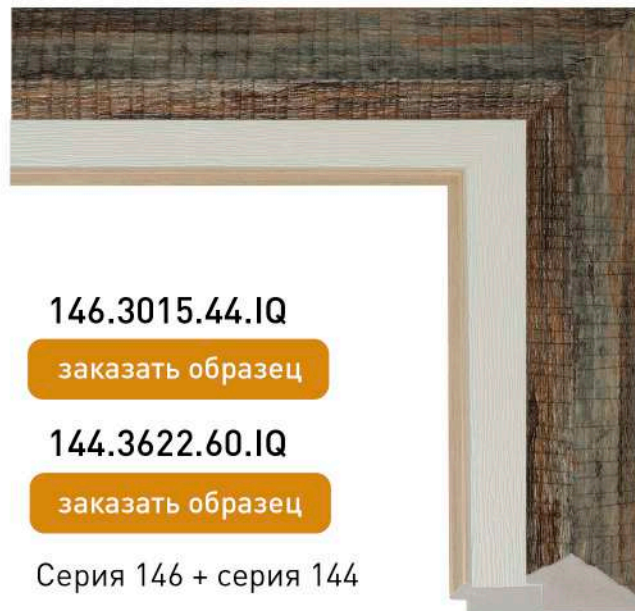 146.3015.44.IQ
заказать образец
144.3622.60.IQ
заказать образец
Серия 146 + серия 144